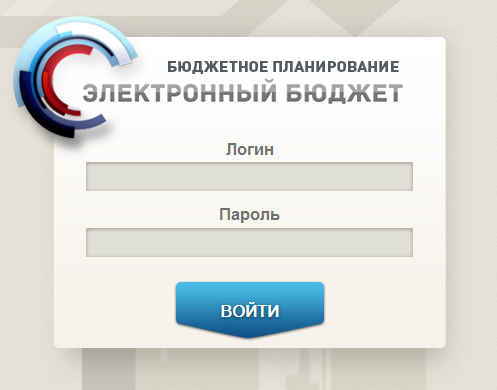 БЮДЖЕТНОЕ ПЛАНИРОВАНИЕ
ЭЛЕКТРОННЫЙ БЮДЖЕТ
Логин
Пароль
ВОЙТИ